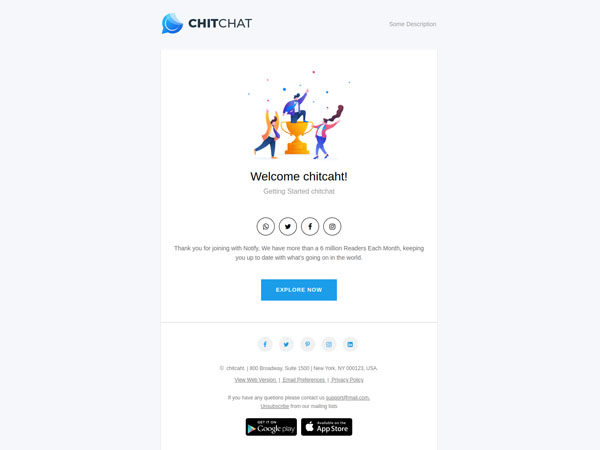 CHITCHAT
Some Description
Welcome chitcaht!
Getting Started chitchat
Thank you for joining with Notify, We have more than a 6 million Readers Each Month, keeping
you up to date with what's going on in the world.
EXPLORE NOW
© chitcaht. | 800 Broadway, Suite 1500 | New York, NY 000123, USA.
View Web Version | Email Preferences | Privacy Policy
If you have any quetions please contact us support@mail.com.
Unsubscribe from our mailing lists
GET IT ON
Google play
Available on the
App Store